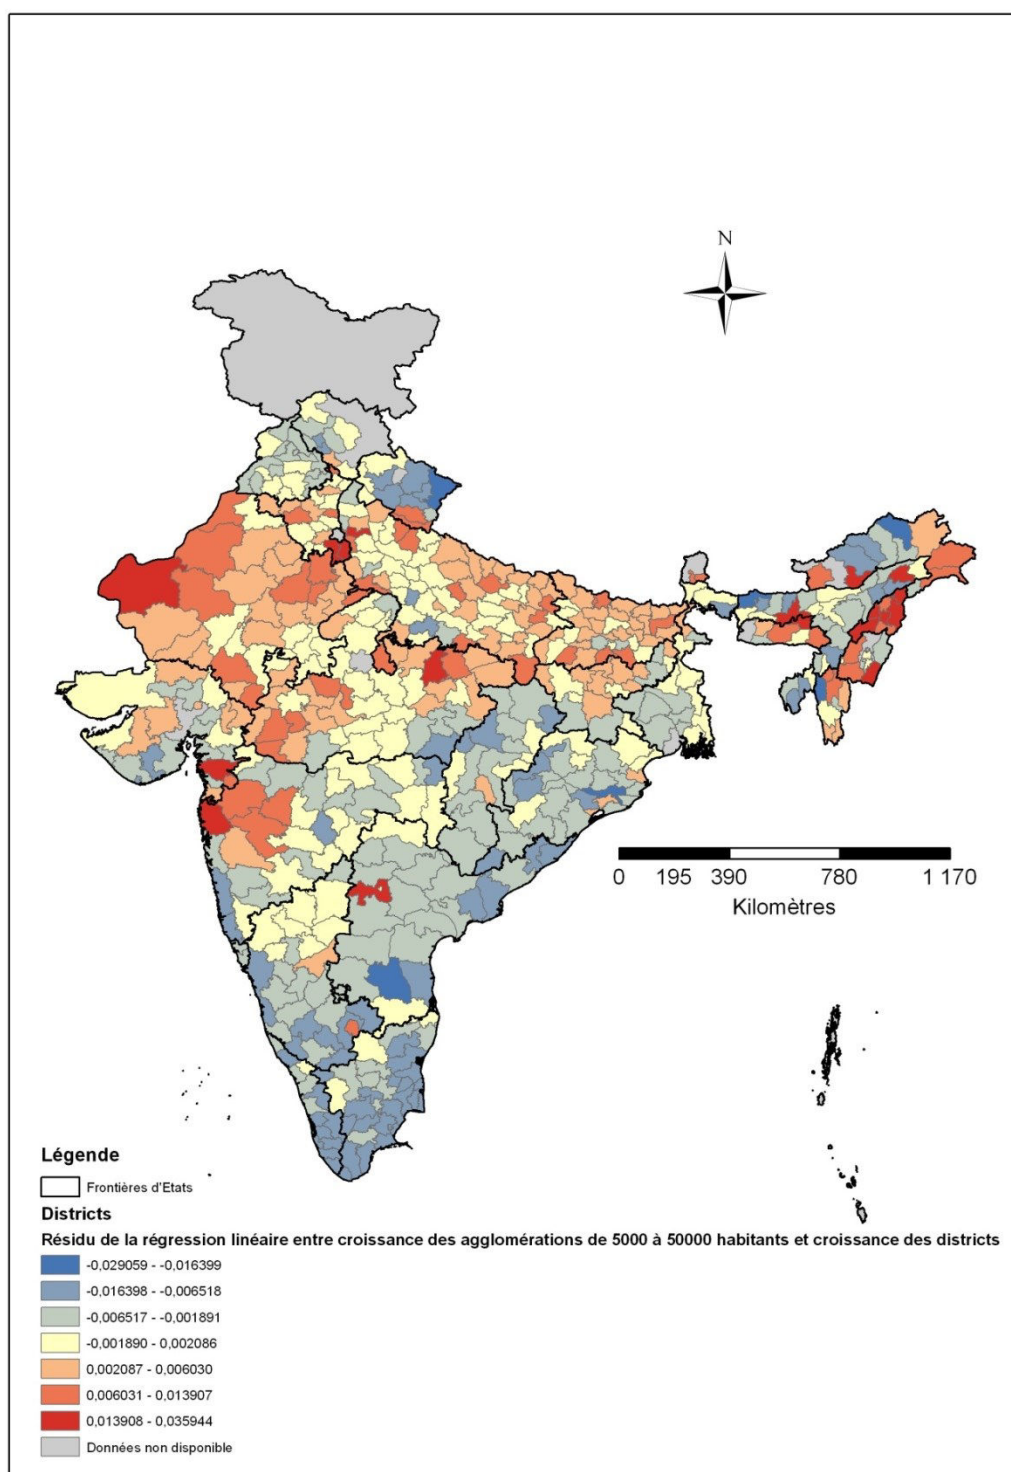 N
0 195 390 780 1 170
Kilomètres
Légende
Frontières d'Etats
Districts
Résidu de la régression linéaire entre croissance des agglomérations de 5000 à 50000 habitants et croissance des districts
-0,029059 - -0,016399
-0,016398 - -0,006518
-0,006517 - -0,001891
-0,001890 - 0,002086
0,002087 - 0,006030
0,006031 - 0,013907
0,013908 - 0,035944
Données non disponible